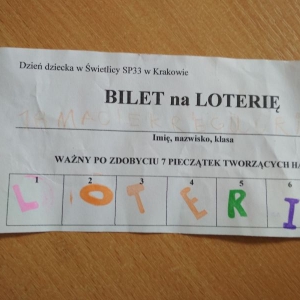 Dzień dziecka w Świetlicy SP33 w Krakowie
BILET na LOTERIĘ
Imię, nazwisko, klasa
WAŻNY PO ZDOBYCIU 7 PIECZĄTEK TWORZĄCYCH HA
1 2 3 4 5 6
L O T E R I